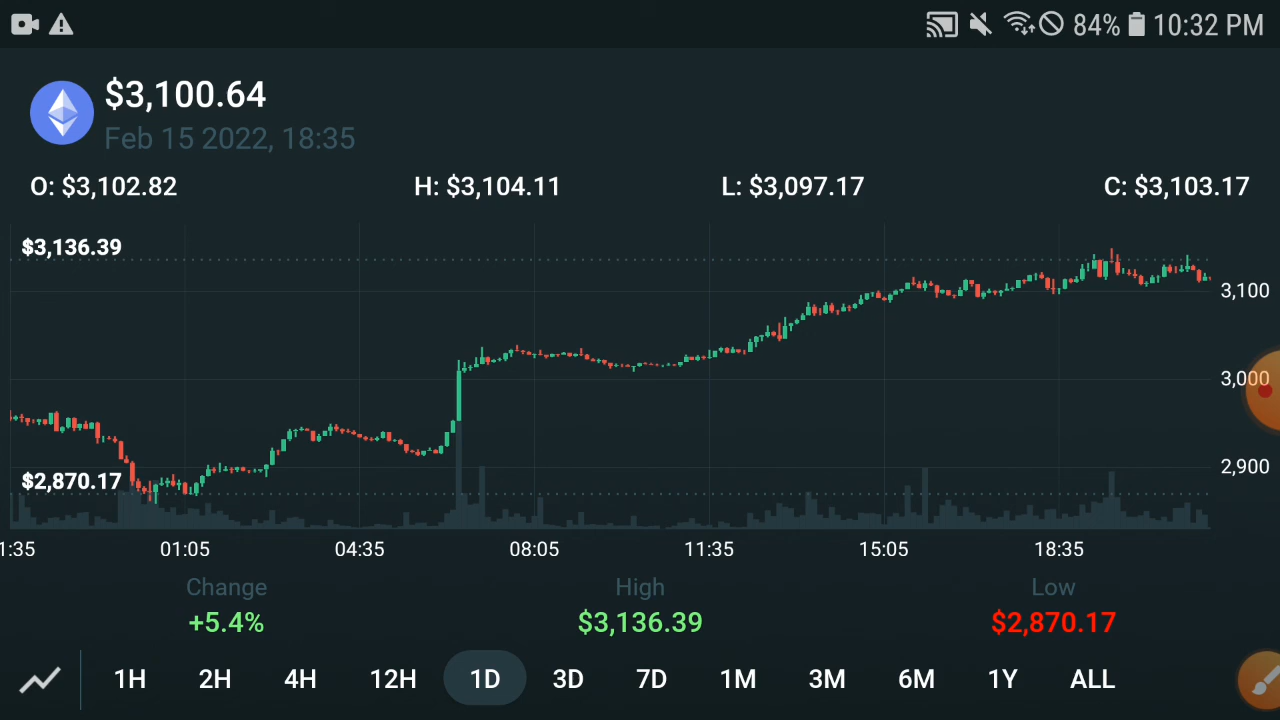 84% 10:32 PM
$3,100.64
Feb 15 2022, 18:35
O: $3,102.82 H: $3,104.11 L: $3,097.17 C: $3,103.17
$3,136.39
3,100
3,000
2,900
$2,870.17
1:35 01:05 04:35 08:05 11:35 15:05 18:35
Change High Low
+5.4% $3,136.39 $2,870.17
1H 2H 4H 12H 1D 3D 7D 1M 3M 6M 1Y ALL